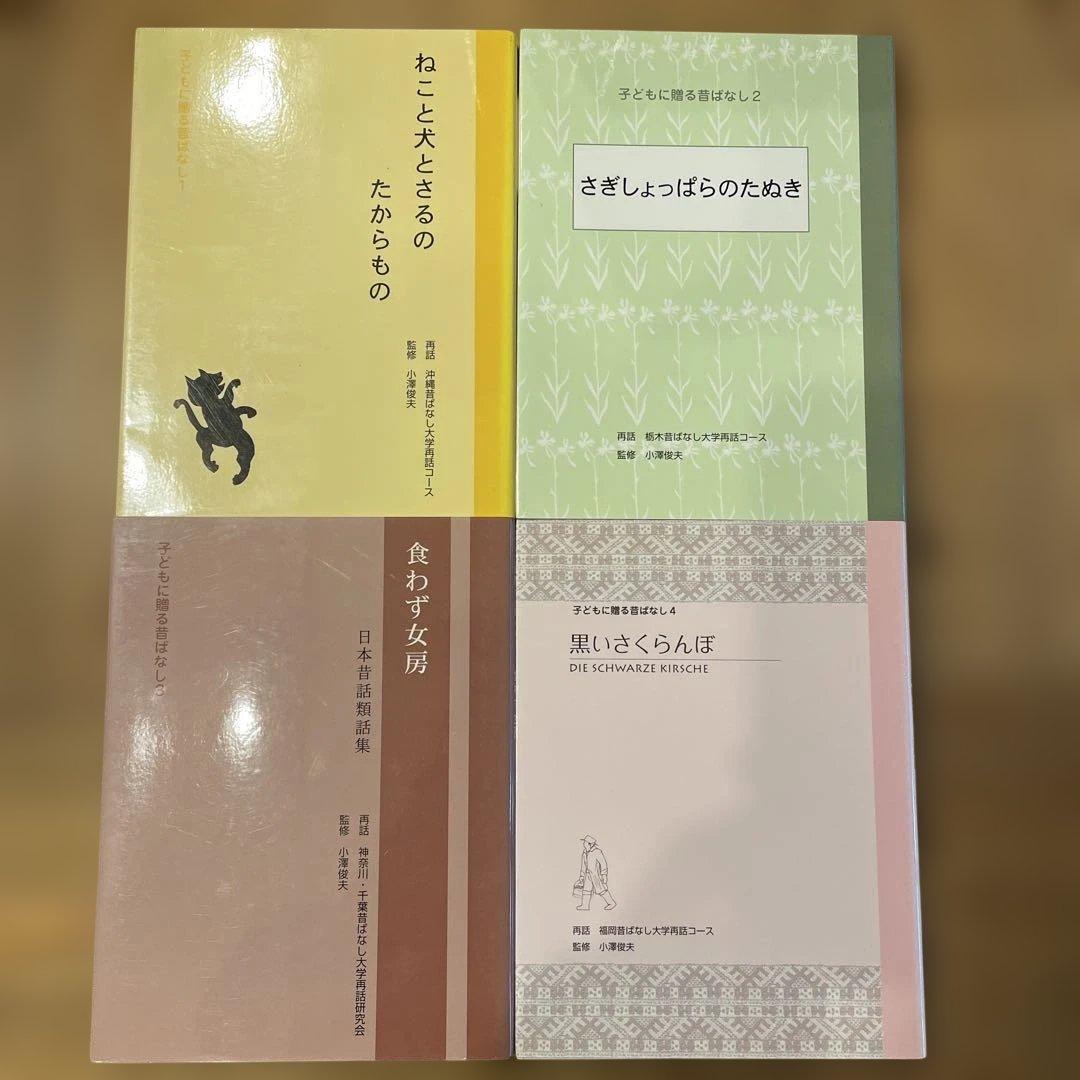 子どもに贈る昔ばなし1
ねこと犬とさるの
たからもの
再話 沖縄昔ばなし大学再話コース
監修 小澤俊夫
子どもに贈る昔ばなし2
さぎしょっぱらのたぬき
再話 栃木昔ばなし大学再話コース
監修 小澤俊夫
子どもに贈る昔ばなし3
食わず女房
日本昔話類話集
再話 神奈川・千葉昔ばなし大学再話研究会
監修 小澤俊夫
子どもに贈る昔ばなし4
黒いさくらんぼ
DIE SCHWARZE KIRSCHE
再話 福岡昔ばなし大学再話コース
監修 小澤俊夫